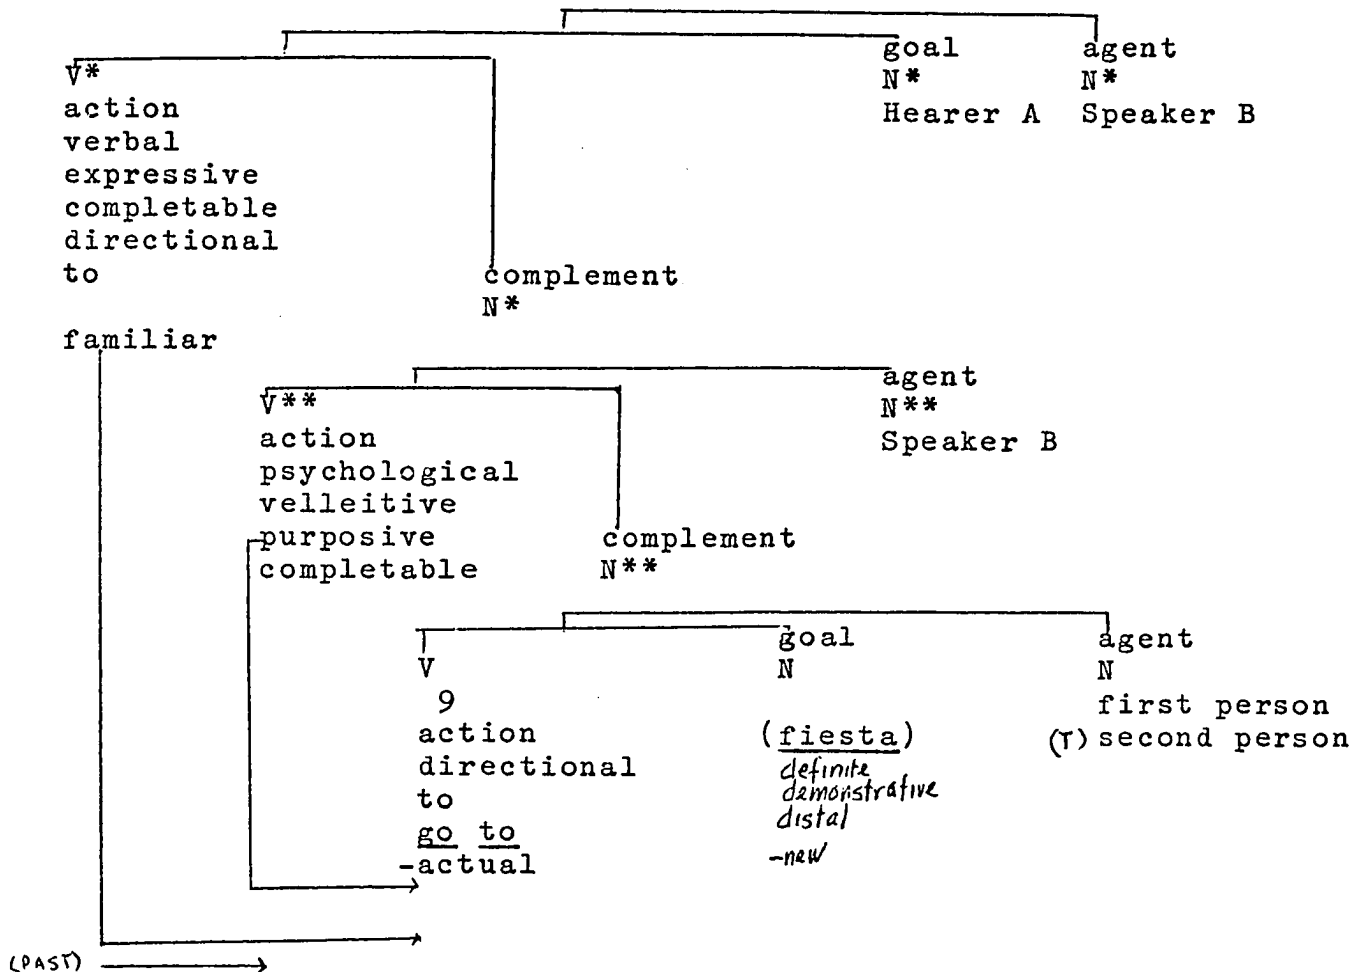 goal agent
V* N* N*
action Hearer A Speaker B
verbal
expressive
completable
directional
to complement
N*
familiar
agent
V** N**
action Speaker B
psychological
velleitive
purposive complement
completable N**
goal agent
V N N
9 first person
action (fiesta) (T) second person
directional definite
to demonstrative
go to distal
-actual -new
(PAST)